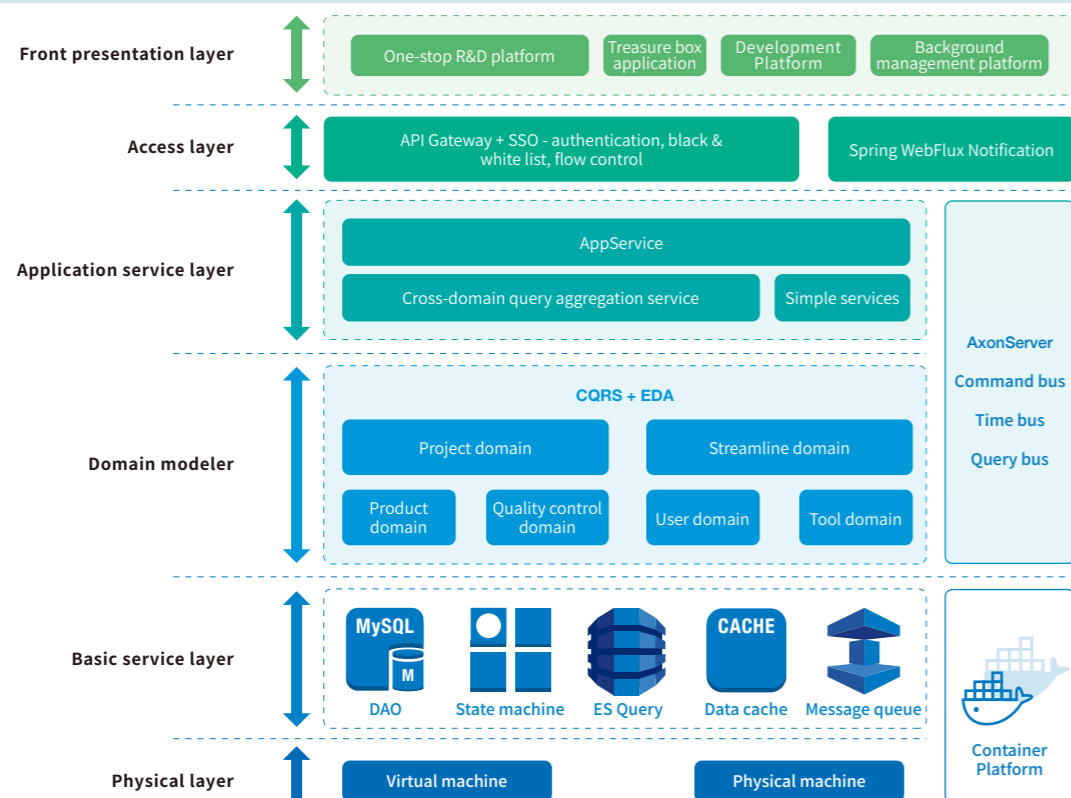 Front presentation layer
One-stop R&D platform
Treasure box
application
Development
Platform
Background
management platform
Access layer
API Gateway + SSO - authentication, black &
white list, flow control
Spring WebFlux Notification
Application service layer
AppService
Cross-domain query aggregation service
Simple services
AxonServer
Command bus
Time bus
Query bus
Domain modeler
CQRS + EDA
Project domain
Streamline domain
Product
domain
Quality control
domain
User domain
Tool domain
Basic service layer
MySQL
M
DAO
State machine
ES Query
CACHE
Data cache
Message queue
Container
Platform
Physical layer
Virtual machine
Physical machine